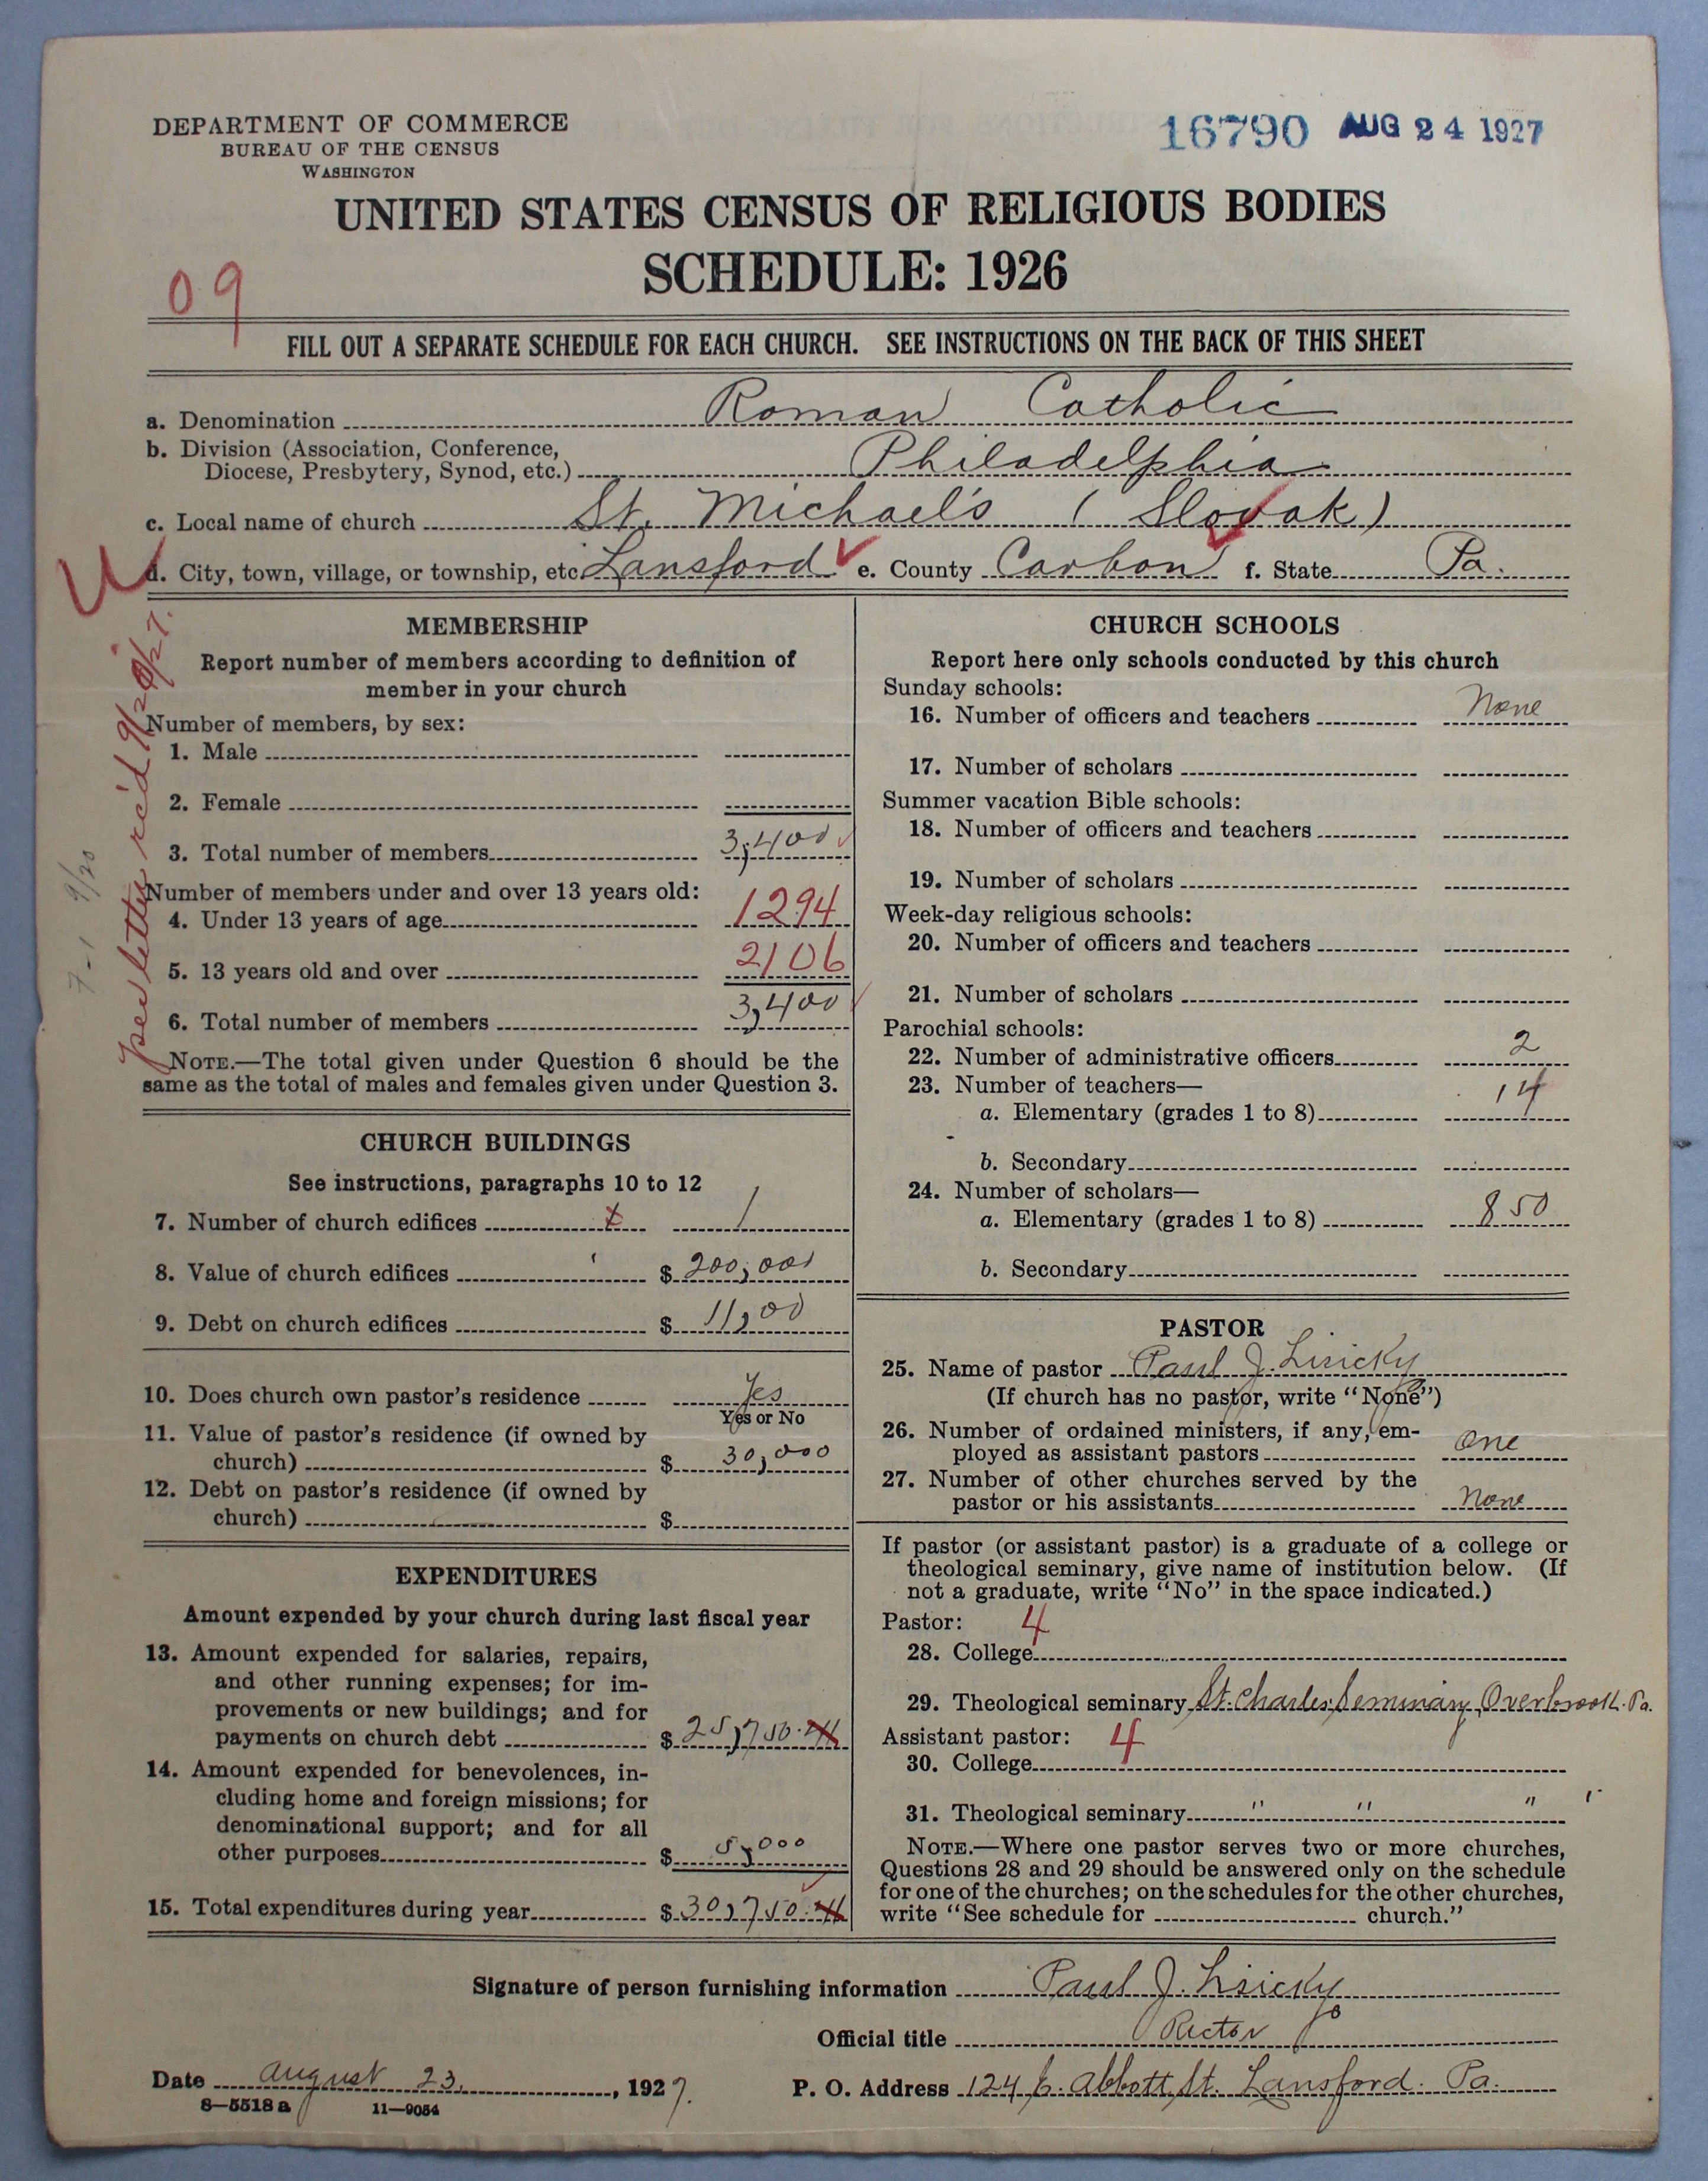 DEPARTMENT OF COMMERCE
BUREAU OF THE CENSUS
WASHINGTON
16790 AUG 24 1927
UNITED STATES CENSUS OF RELIGIOUS BODIES
SCHEDULE: 1926
09
FILL OUT A SEPARATE SCHEDULE FOR EACH CHURCH. SEE INSTRUCTIONS ON THE BACK OF THIS SHEET
a. Denomination Roman Catholic
b. Division (Association, Conference,
Diocese, Presbytery, Synod, etc.) Philadelphia
c. Local name of church St. Michael's (Slovak)
d. City, town, village, or township, etc. Lansford e. County Carbon f. State Pa.
per letter rec'd 9/20/27.
7-1 9/20
MEMBERSHIP
Report number of members according to definition of
member in your church
Number of members, by sex:
1. Male
2. Female
3. Total number of members 3,400
Number of members under and over 13 years old:
4. Under 13 years of age 1294
5. 13 years old and over 2106
6. Total number of members 3,400
NOTE.—The total given under Question 6 should be the
same as the total of males and females given under Question 3.
CHURCH BUILDINGS
See instructions, paragraphs 10 to 12
7. Number of church edifices 1
8. Value of church edifices $ 200,000
9. Debt on church edifices $ 11,00
10. Does church own pastor's residence Yes
Yes or No
11. Value of pastor's residence (if owned by
church) $ 30,000
12. Debt on pastor's residence (if owned by
church) $
EXPENDITURES
Amount expended by your church during last fiscal year
13. Amount expended for salaries, repairs,
and other running expenses; for im-
provements or new buildings; and for
payments on church debt $ 25,750.44
14. Amount expended for benevolences, in-
cluding home and foreign missions; for
denominational support; and for all
other purposes $ 5,000
15. Total expenditures during year $ 30,750.44
CHURCH SCHOOLS
Report here only schools conducted by this church
Sunday schools:
16. Number of officers and teachers None
17. Number of scholars
Summer vacation Bible schools:
18. Number of officers and teachers
19. Number of scholars
Week-day religious schools:
20. Number of officers and teachers
21. Number of scholars
Parochial schools:
22. Number of administrative officers 2
23. Number of teachers—
a. Elementary (grades 1 to 8) 14
b. Secondary
24. Number of scholars—
a. Elementary (grades 1 to 8) 850
b. Secondary
PASTOR
25. Name of pastor Paul J. Lisicky
(If church has no pastor, write "None")
26. Number of ordained ministers, if any, em-
ployed as assistant pastors one
27. Number of other churches served by the
pastor or his assistants None
If pastor (or assistant pastor) is a graduate of a college or
theological seminary, give name of institution below. (If
not a graduate, write "No" in the space indicated.)
Pastor: 4
28. College
29. Theological seminary St. Charles Seminary, Overbrook. Pa.
Assistant pastor: 4
30. College
31. Theological seminary " " " "
NOTE.—Where one pastor serves two or more churches,
Questions 28 and 29 should be answered only on the schedule
for one of the churches; on the schedules for the other churches,
write "See schedule for church."
Signature of person furnishing information Paul J. Lisicky
Official title Rector
Date August 23, 1927.
P. O. Address 124 E. Abbott St. Lansford. Pa.
8—5518 a 11—9054